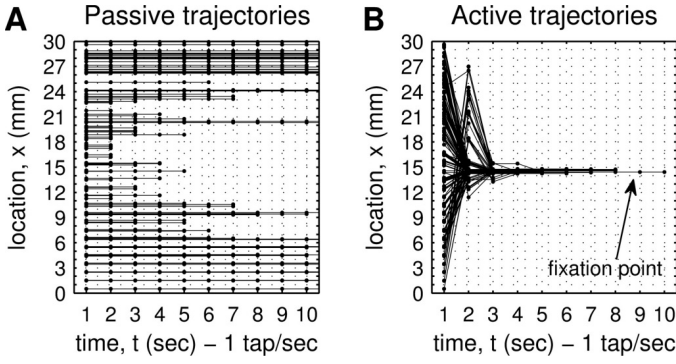 A Passive trajectories
30
27
24
21
18
15
12
9
6
3
0
location, x (mm)
1 2 3 4 5 6 7 8 9 10
time, t (sec) − 1 tap/sec
B Active trajectories
30
27
24
21
18
15
12
9
6
3
0
location, x (mm)
fixation point
1 2 3 4 5 6 7 8 9 10
time, t (sec) − 1 tap/sec